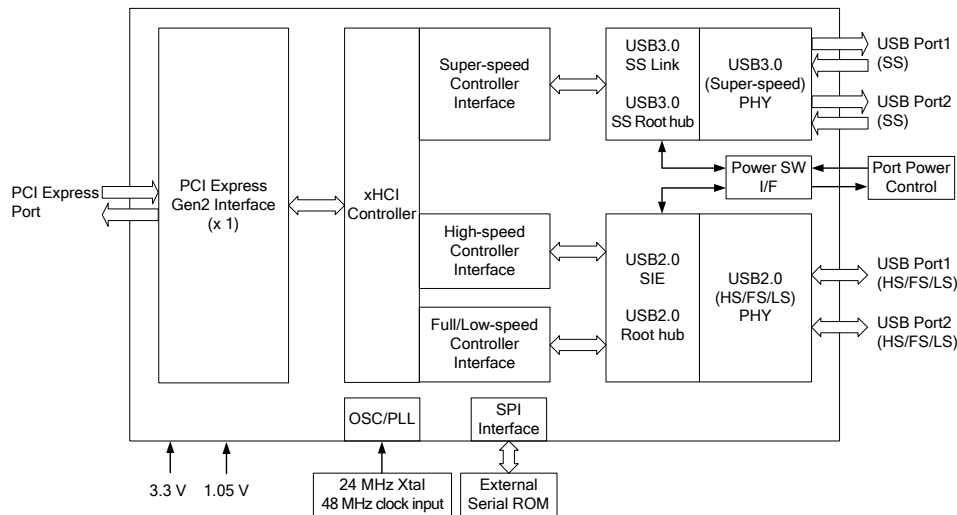 PCI Express
Port
PCI Express
Gen2 Interface
(x 1)
xHCI
Controller
Super-speed
Controller
Interface
High-speed
Controller
Interface
Full/Low-speed
Controller
Interface
USB3.0
SS Link
USB3.0
SS Root hub
USB3.0
(Super-speed)
PHY
USB Port1
(SS)
USB Port2
(SS)
Power SW
I/F
Port Power
Control
USB2.0
SIE
USB2.0
Root hub
USB2.0
(HS/FS/LS)
PHY
USB Port1
(HS/FS/LS)
USB Port2
(HS/FS/LS)
OSC/PLL
SPI
Interface
3.3 V
1.05 V
24 MHz Xtal
48 MHz clock input
External
Serial ROM